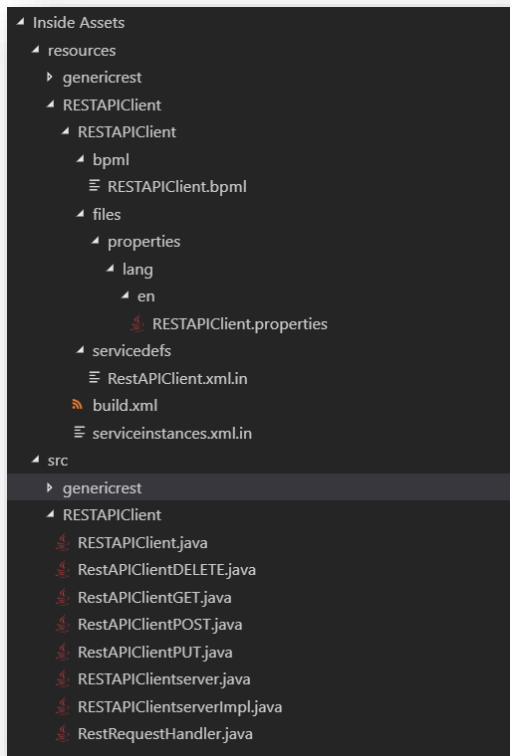 Inside Assets
resources
genericrest
RESTAPIClient
RESTAPIClient
bpml
RESTAPIClient.bpml
files
properties
lang
en
RESTAPIClient.properties
servicedefs
RestAPIClient.xml.in
build.xml
serviceinstances.xml.in
src
genericrest
RESTAPIClient
RESTAPIClient.java
RestAPIClientDELETE.java
RestAPIClientGET.java
RestAPIClientPOST.java
RestAPIClientPUT.java
RESTAPIClientserver.java
RESTAPIClientserverImpl.java
RestRequestHandler.java